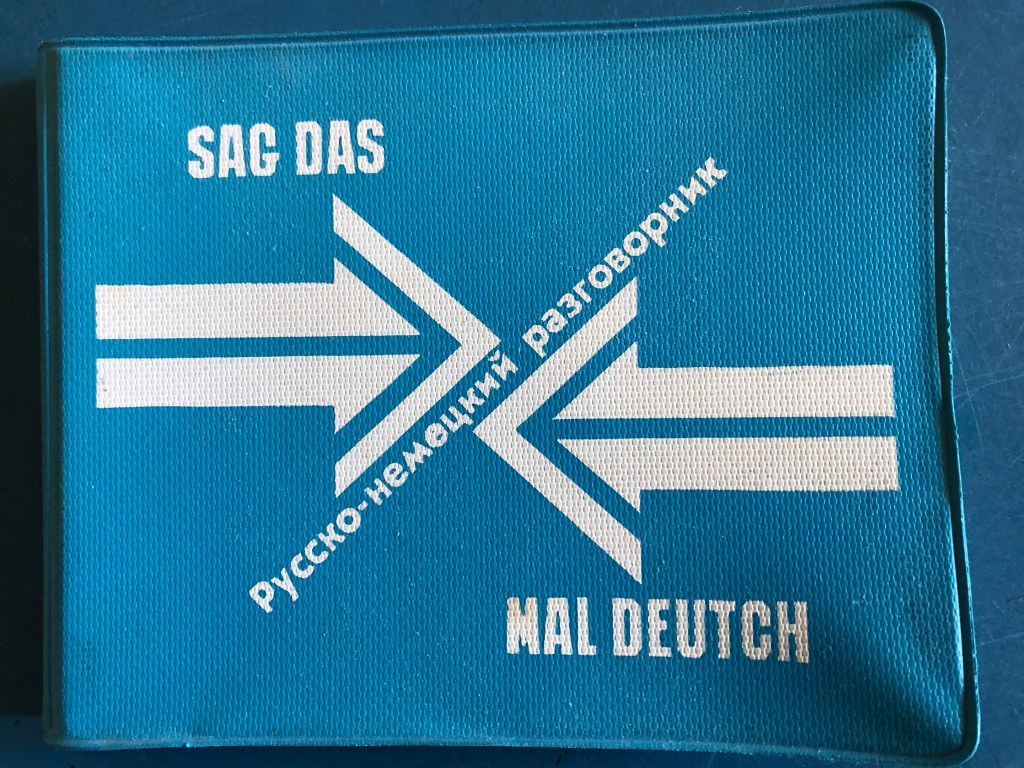 SAG DAS
Русско-немецкий разговорник
MAL DEUTCH